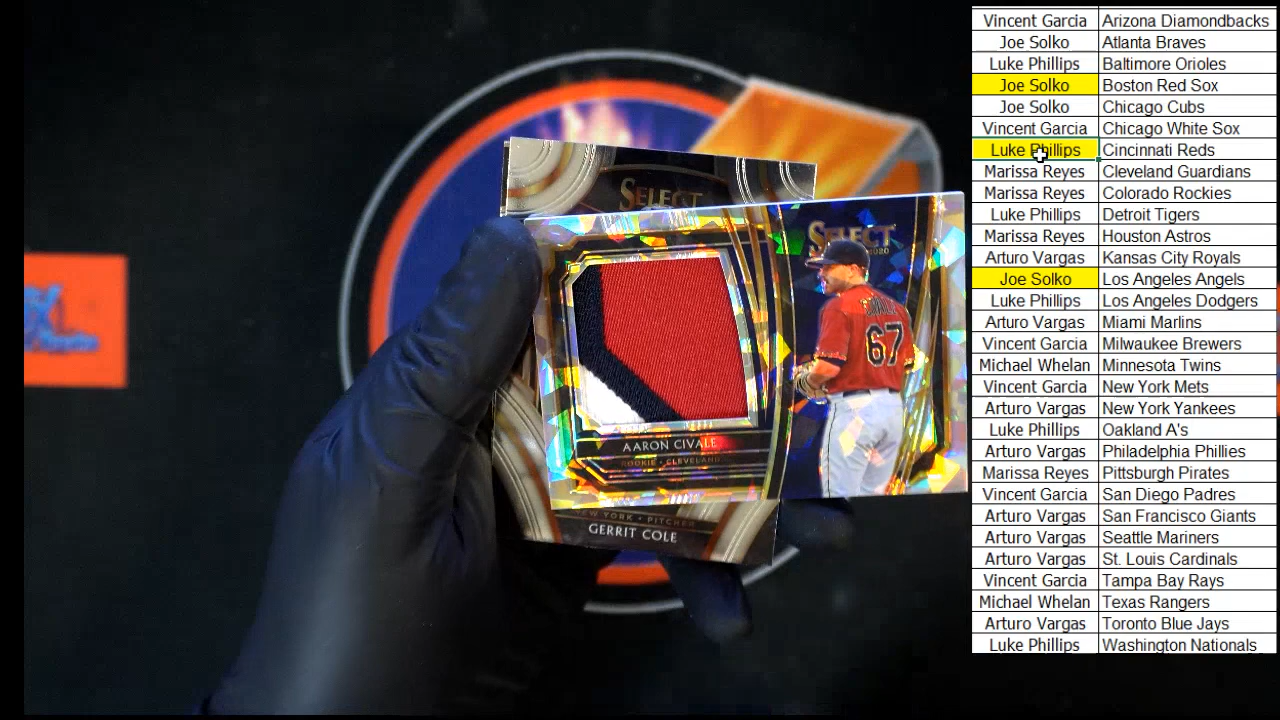 SELECT
SELECT
2020
67
AARON CIVALE
ROOKIE • CLEVELAND
NEW YORK • PITCHER
GERRIT COLE
Vincent Garcia Arizona Diamondbacks
Joe Solko Atlanta Braves
Luke Phillips Baltimore Orioles
Joe Solko Boston Red Sox
Joe Solko Chicago Cubs
Vincent Garcia Chicago White Sox
Luke Phillips Cincinnati Reds
Marissa Reyes Cleveland Guardians
Marissa Reyes Colorado Rockies
Luke Phillips Detroit Tigers
Marissa Reyes Houston Astros
Arturo Vargas Kansas City Royals
Joe Solko Los Angeles Angels
Luke Phillips Los Angeles Dodgers
Arturo Vargas Miami Marlins
Vincent Garcia Milwaukee Brewers
Michael Whelan Minnesota Twins
Vincent Garcia New York Mets
Arturo Vargas New York Yankees
Luke Phillips Oakland A's
Arturo Vargas Philadelphia Phillies
Marissa Reyes Pittsburgh Pirates
Vincent Garcia San Diego Padres
Arturo Vargas San Francisco Giants
Arturo Vargas Seattle Mariners
Arturo Vargas St. Louis Cardinals
Vincent Garcia Tampa Bay Rays
Michael Whelan Texas Rangers
Arturo Vargas Toronto Blue Jays
Luke Phillips Washington Nationals